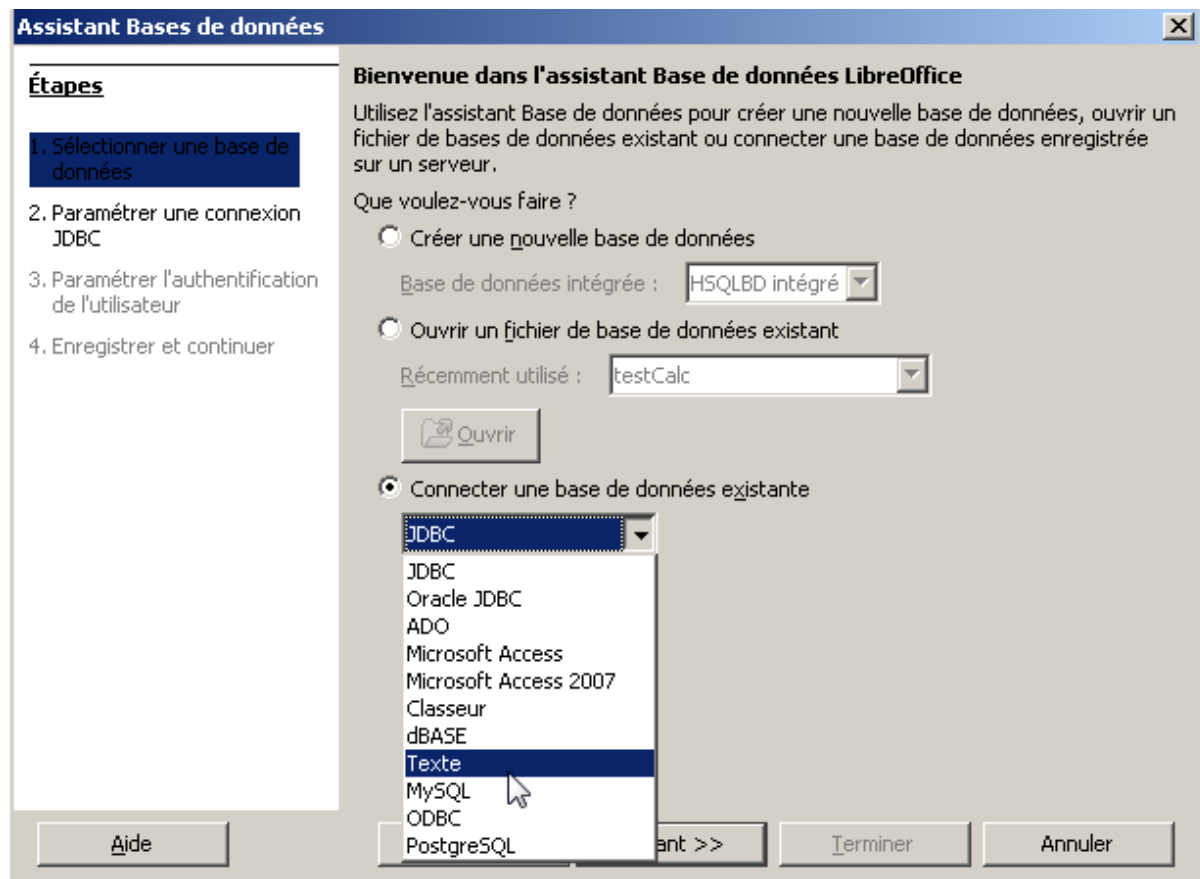 Assistant Bases de données
Étapes
1. Sélectionner une base de
données
2. Paramétrer une connexion
JDBC
3. Paramétrer l'authentification
de l'utilisateur
4. Enregistrer et continuer
Bienvenue dans l'assistant Base de données LibreOffice
Utilisez l'assistant Base de données pour créer une nouvelle base de données, ouvrir un
fichier de bases de données existant ou connecter une base de données enregistrée
sur un serveur.
Que voulez-vous faire ?
Créer une nouvelle base de données
Base de données intégrée : HSQLBD intégré
Ouvrir un fichier de base de données existant
Récemment utilisé : testCalc
Ouvrir
Connecter une base de données existante
JDBC
JDBC
Oracle JDBC
ADO
Microsoft Access
Microsoft Access 2007
Classeur
dBASE
Texte
MySQL
ODBC
PostgreSQL
Aide ant >> Terminer Annuler